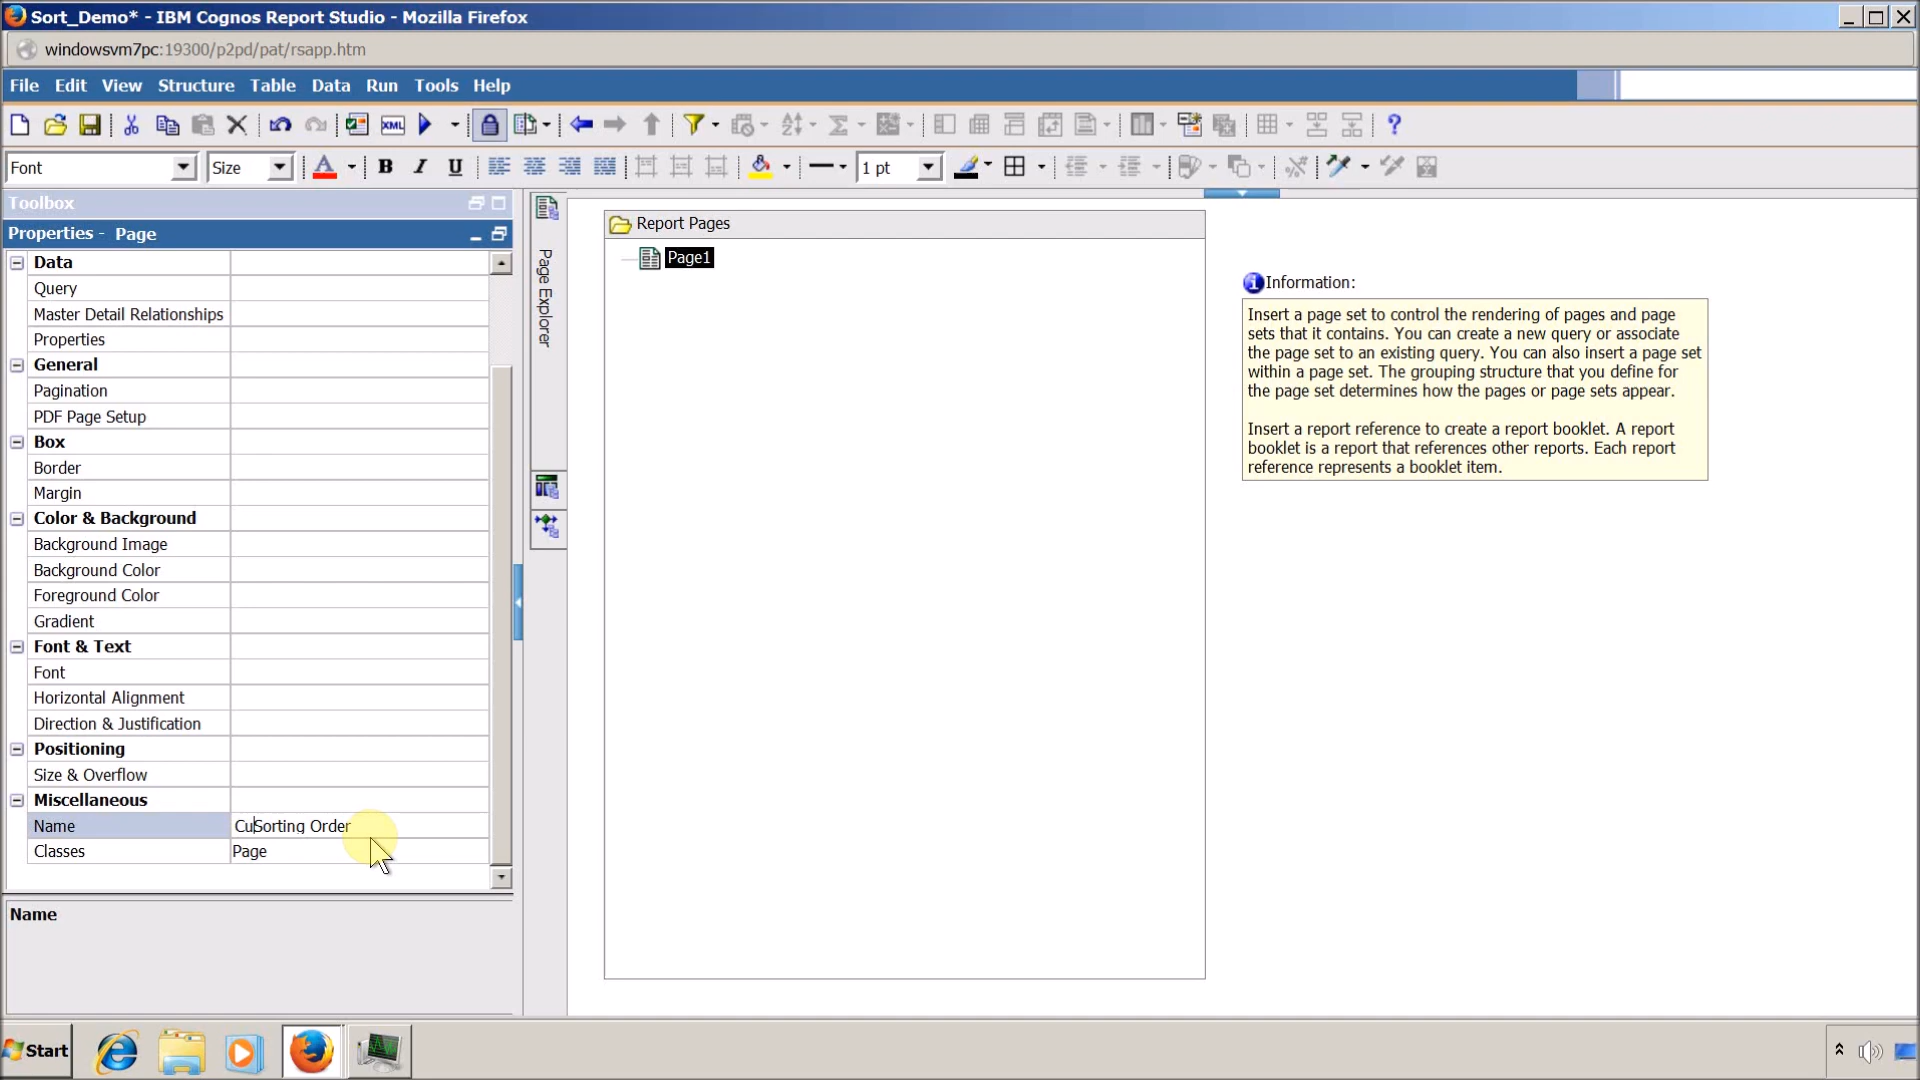 Sort_Demo* - IBM Cognos Report Studio - Mozilla Firefox
windowsvm7pc:19300/p2pd/pat/rsapp.htm
File Edit View Structure Table Data Run Tools Help
XML
Font Size A B I U 1 pt
Toolbox
Properties - Page
Data
Query
Master Detail Relationships
Properties
General
Pagination
PDF Page Setup
Box
Border
Margin
Color & Background
Background Image
Background Color
Foreground Color
Gradient
Font & Text
Font
Horizontal Alignment
Direction & Justification
Positioning
Size & Overflow
Miscellaneous
Name CuSorting Order
Classes Page
Name
Page Explorer
Report Pages
Page1
Information:
Insert a page set to control the rendering of pages and page
sets that it contains. You can create a new query or associate
the page set to an existing query. You can also insert a page set
within a page set. The grouping structure that you define for
the page set determines how the pages or page sets appear.
Insert a report reference to create a report booklet. A report
booklet is a report that references other reports. Each report
reference represents a booklet item.
Start